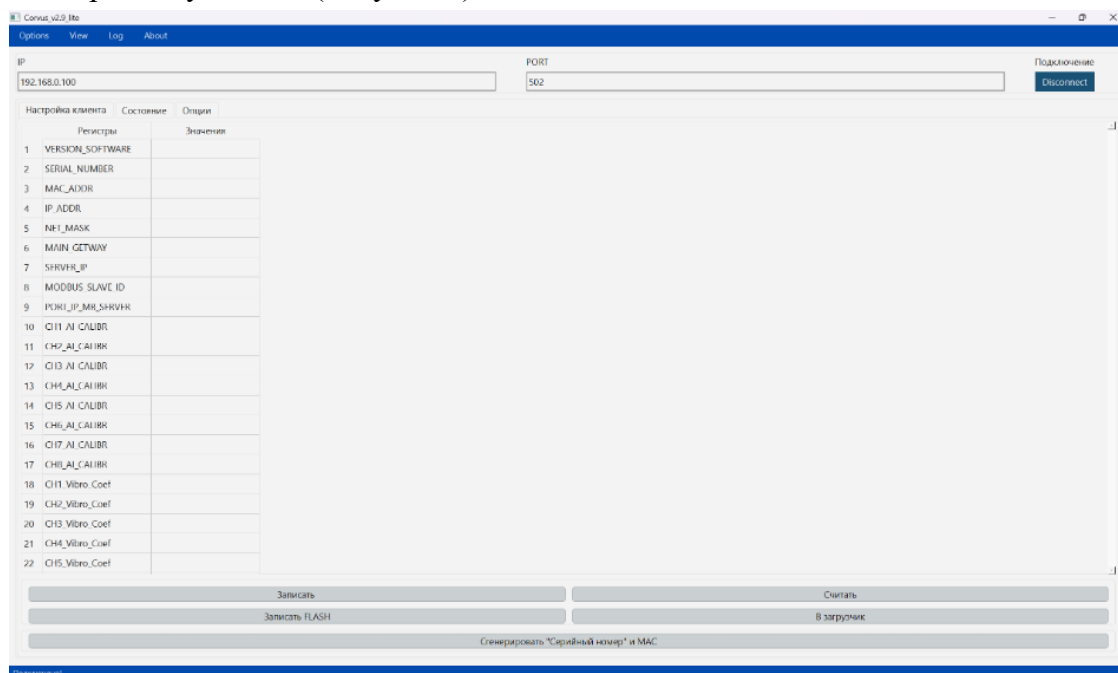 Corvus_v2.9_lite
Options View Log About
IP PORT Подключение
192.168.0.100 502 Disconnect
Настройка клиента Состояние Опции
Регистры Значения
1 VERSION_SOFTWARE
2 SERIAL_NUMBER
3 MAC_ADDR
4 IP_ADDR
5 NET_MASK
6 MAIN_GETWAY
7 SERVER_IP
8 MODBUS_SLAVE_ID
9 PORT_IP_MB_SERVER
10 CH1_AI_CALIBR
11 CH2_AI_CALIBR
12 CH3_AI_CALIBR
13 CH4_AI_CALIBR
14 CH5_AI_CALIBR
15 CH6_AI_CALIBR
16 CH7_AI_CALIBR
17 CH8_AI_CALIBR
18 CH1_Vibro_Coef
19 CH2_Vibro_Coef
20 CH3_Vibro_Coef
21 CH4_Vibro_Coef
22 CH5_Vibro_Coef
Записать Считать
Записать FLASH В загрузчик
Сгенерировать "Серийный номер" и MAC